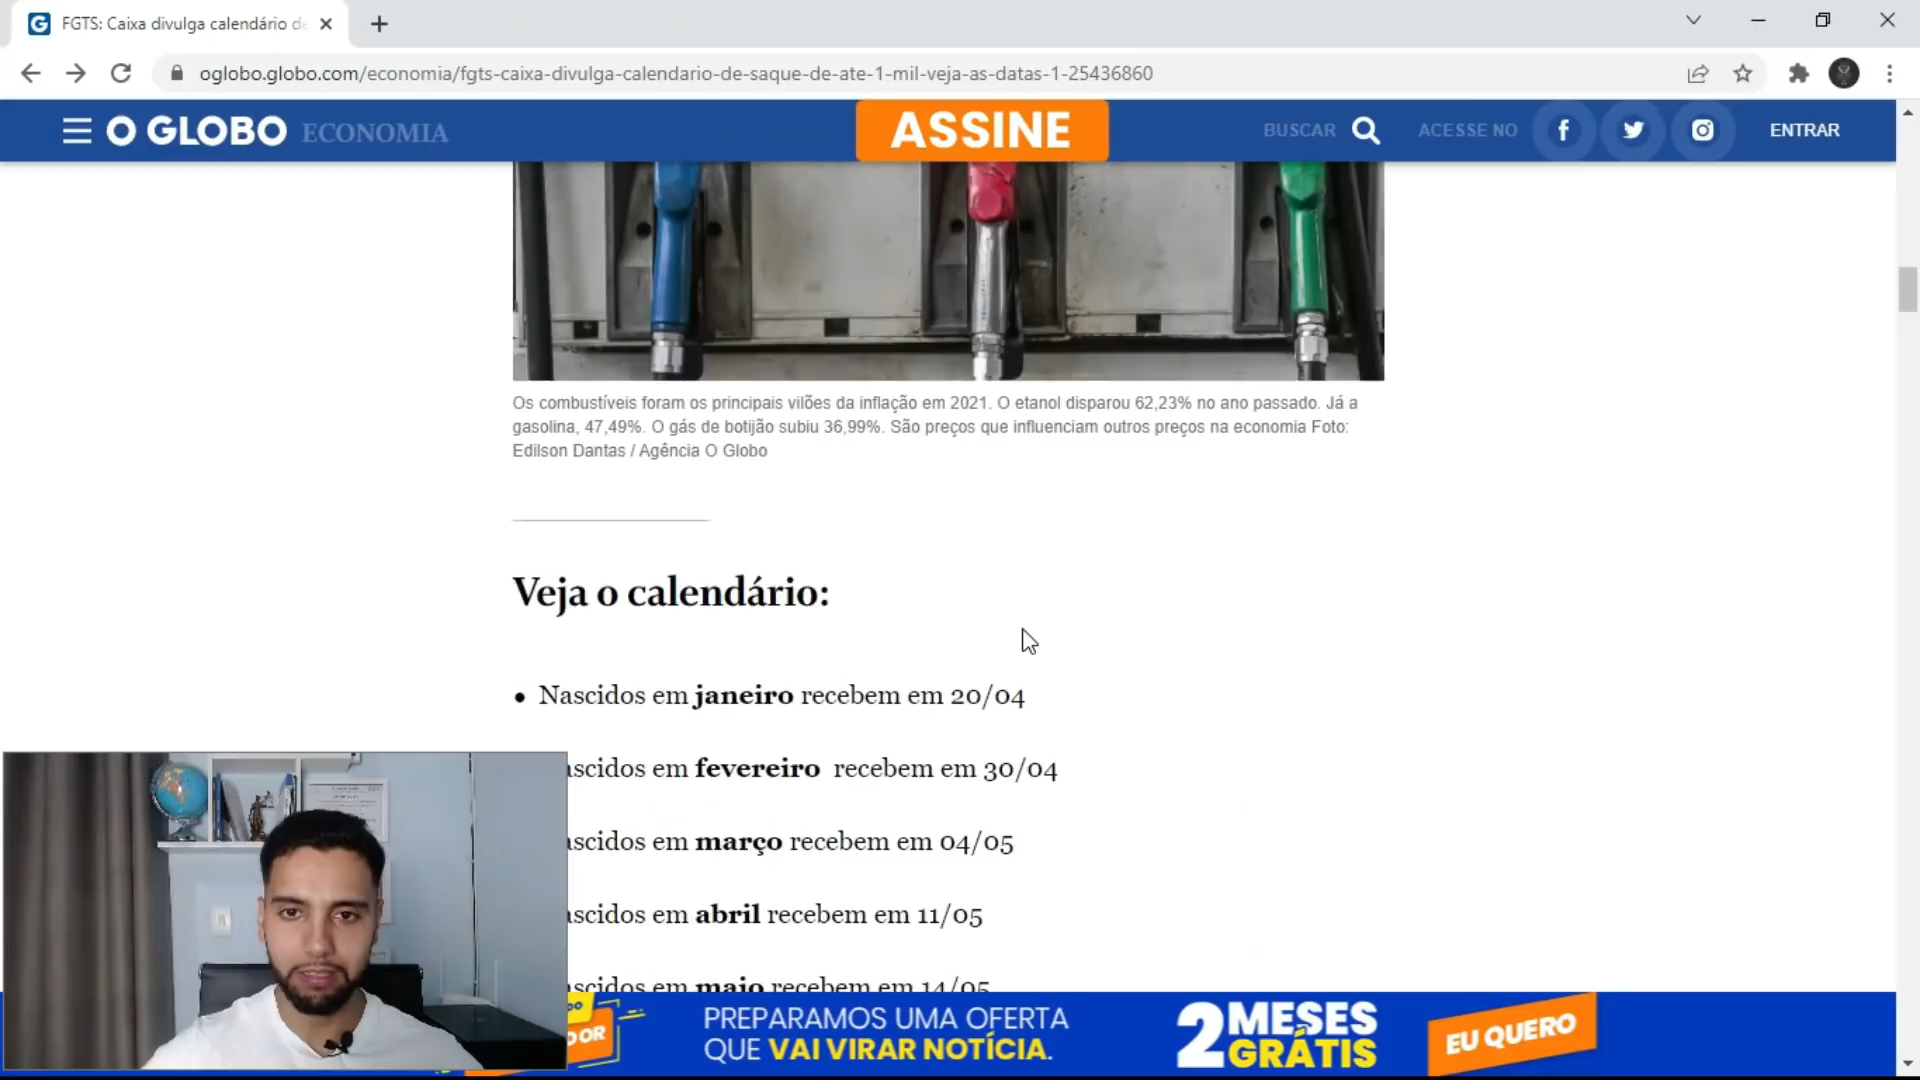 FGTS: Caixa divulga calendário de
oglobo.globo.com/economia/fgts-caixa-divulga-calendario-de-saque-de-ate-1-mil-veja-as-datas-1-25436860
O GLOBO ECONOMIA
ASSINE
BUSCAR
ACESSE NO
ENTRAR
Os combustíveis foram os principais vilões da inflação em 2021. O etanol disparou 62,23% no ano passado. Já a
gasolina, 47,49%. O gás de botijão subiu 36,99%. São preços que influenciam outros preços na economia Foto:
Edilson Dantas / Agência O Globo
Veja o calendário:
• Nascidos em janeiro recebem em 20/04
ascidos em fevereiro recebem em 30/04
ascidos em março recebem em 04/05
ascidos em abril recebem em 11/05
ascidos em maio recebem em 14/05
PREPARAMOS UMA OFERTA
QUE VAI VIRAR NOTÍCIA.
2 MESES
GRÁTIS
EU QUERO